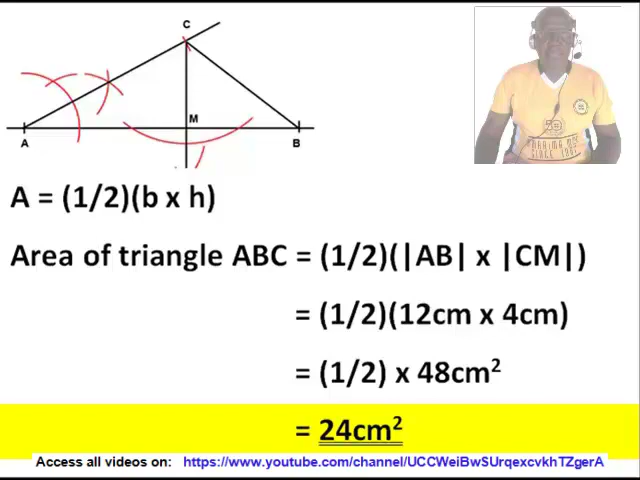 C
M
A
B
A = (1/2)(b x h)
Area of triangle ABC = (1/2)(|AB| x |CM|)
= (1/2)(12cm x 4cm)
= (1/2) x 48cm²
= 24cm²
Access all videos on: https://www.youtube.com/channel/UCCWeiBwSUrqexcvkhTZgerA